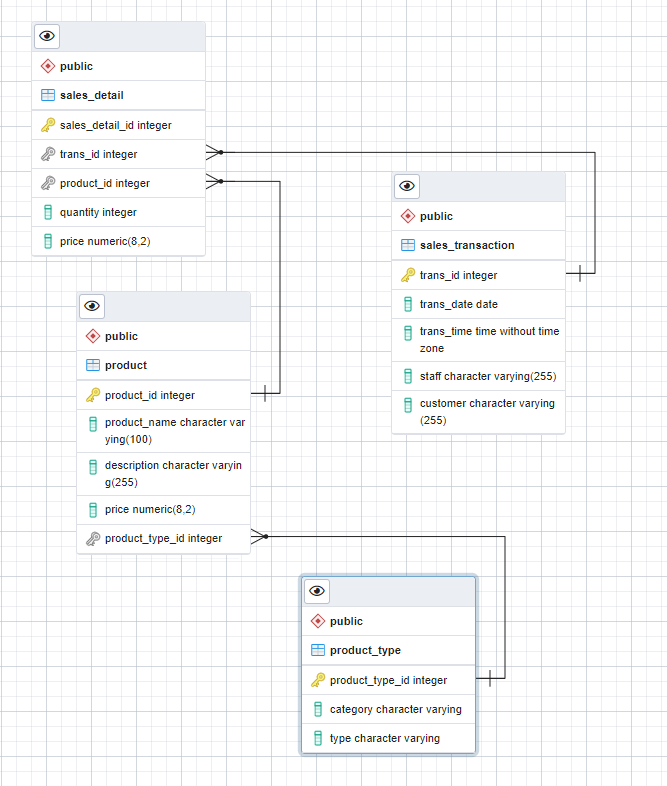 public
sales_detail
sales_detail_id integer
trans_id integer
product_id integer
quantity integer
price numeric(8,2)
public
sales_transaction
trans_id integer
trans_date date
trans_time time without time
zone
staff character varying(255)
customer character varying
(255)
public
product
product_id integer
product_name character var
ying(100)
description character varyin
g(255)
price numeric(8,2)
product_type_id integer
public
product_type
product_type_id integer
category character varying
type character varying